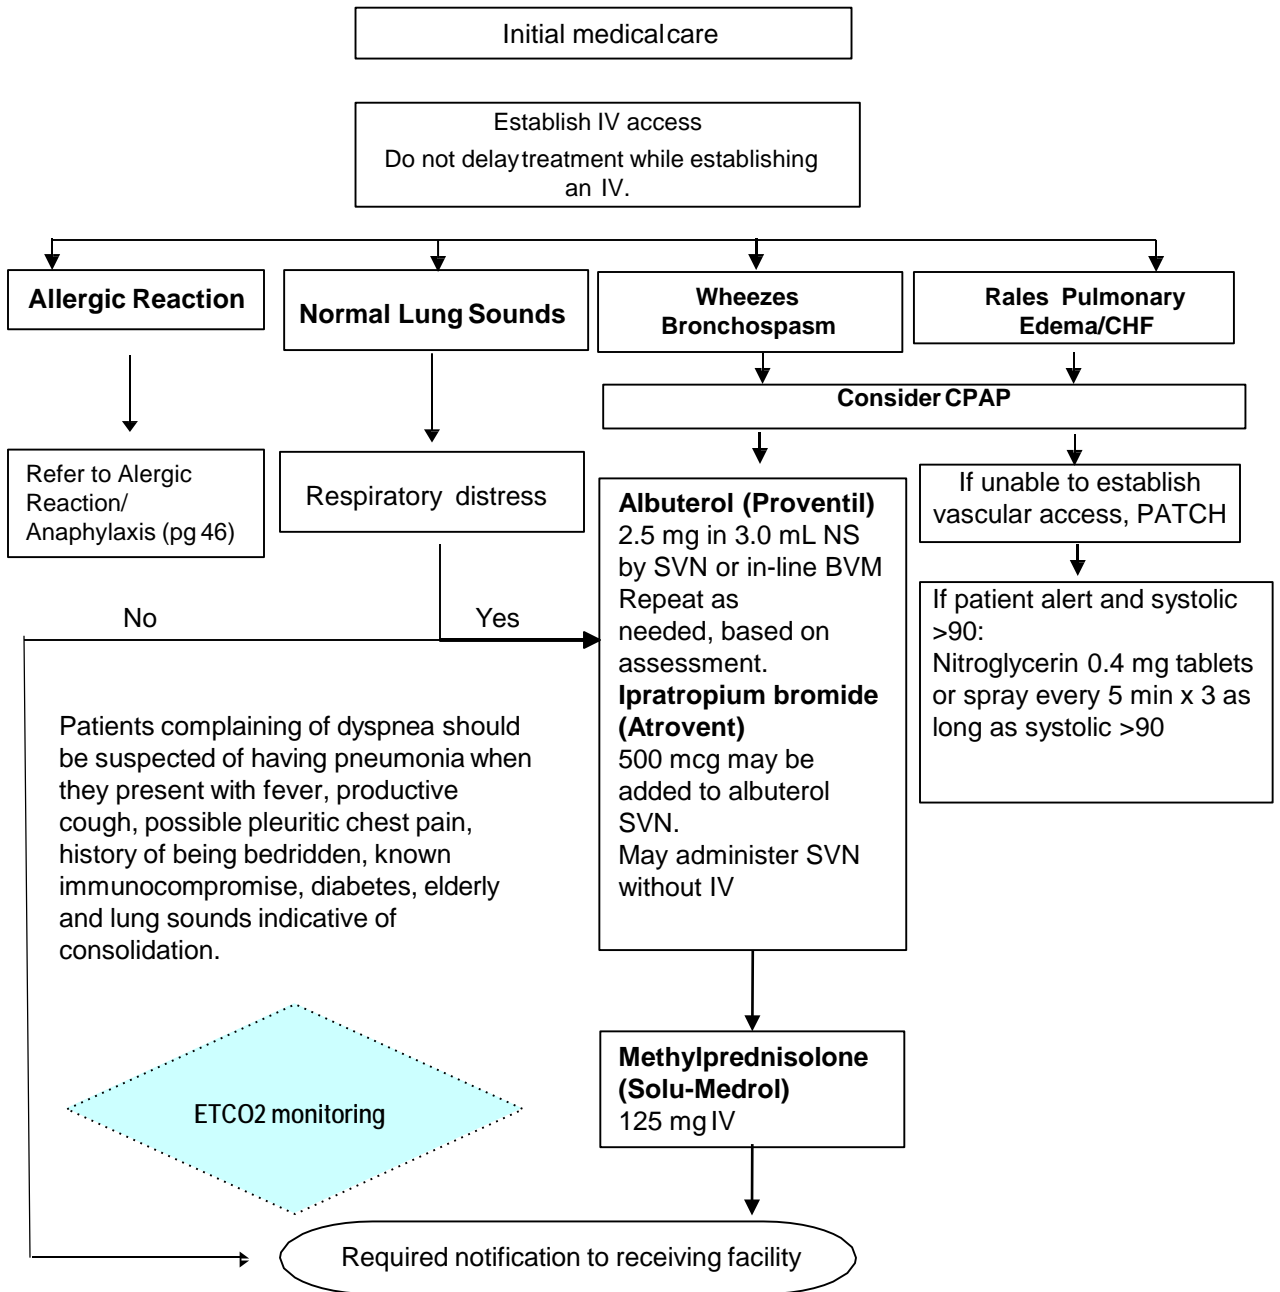 Initial medicalcare
Establish IV access
Do not delay treatment while establishing
an IV.
Allergic Reaction
Normal Lung Sounds
Wheezes
Bronchospasm
Rales Pulmonary
Edema/CHF
Consider CPAP
Refer to Alergic
Reaction/
Anaphylaxis (pg 46)
Respiratory distress
Albuterol (Proventil)
2.5 mg in 3.0 mL NS
by SVN or in-line BVM
Repeat as
needed, based on
assessment.
Ipratropium bromide
(Atrovent)
500 mcg may be
added to albuterol
SVN.
May administer SVN
without IV
If unable to establish
vascular access, PATCH
If patient alert and systolic
>90:
Nitroglycerin 0.4 mg tablets
or spray every 5 min x 3 as
long as systolic >90
No
Yes
Patients complaining of dyspnea should
be suspected of having pneumonia when
they present with fever, productive
cough, possible pleuritic chest pain,
history of being bedridden, known
immunocompromise, diabetes, elderly
and lung sounds indicative of
consolidation.
ETCO2 monitoring
Methylprednisolone
(Solu-Medrol)
125 mg IV
Required notification to receiving facility